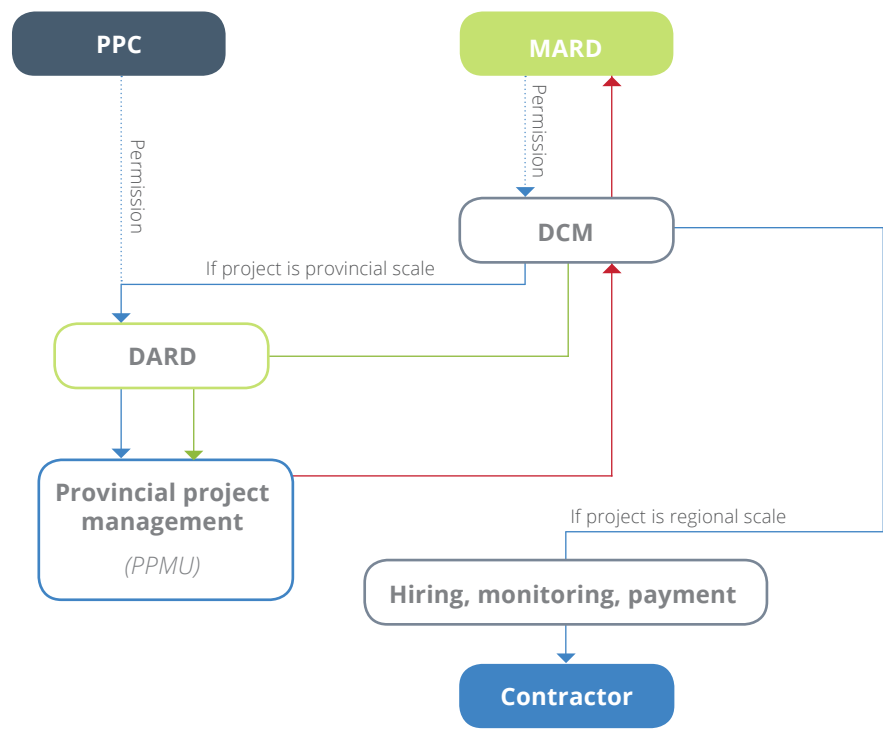 PPC
MARD
Permission
Permission
DCM
If project is provincial scale
DARD
Provincial project
management
(PPMU)
If project is regional scale
Hiring, monitoring, payment
Contractor